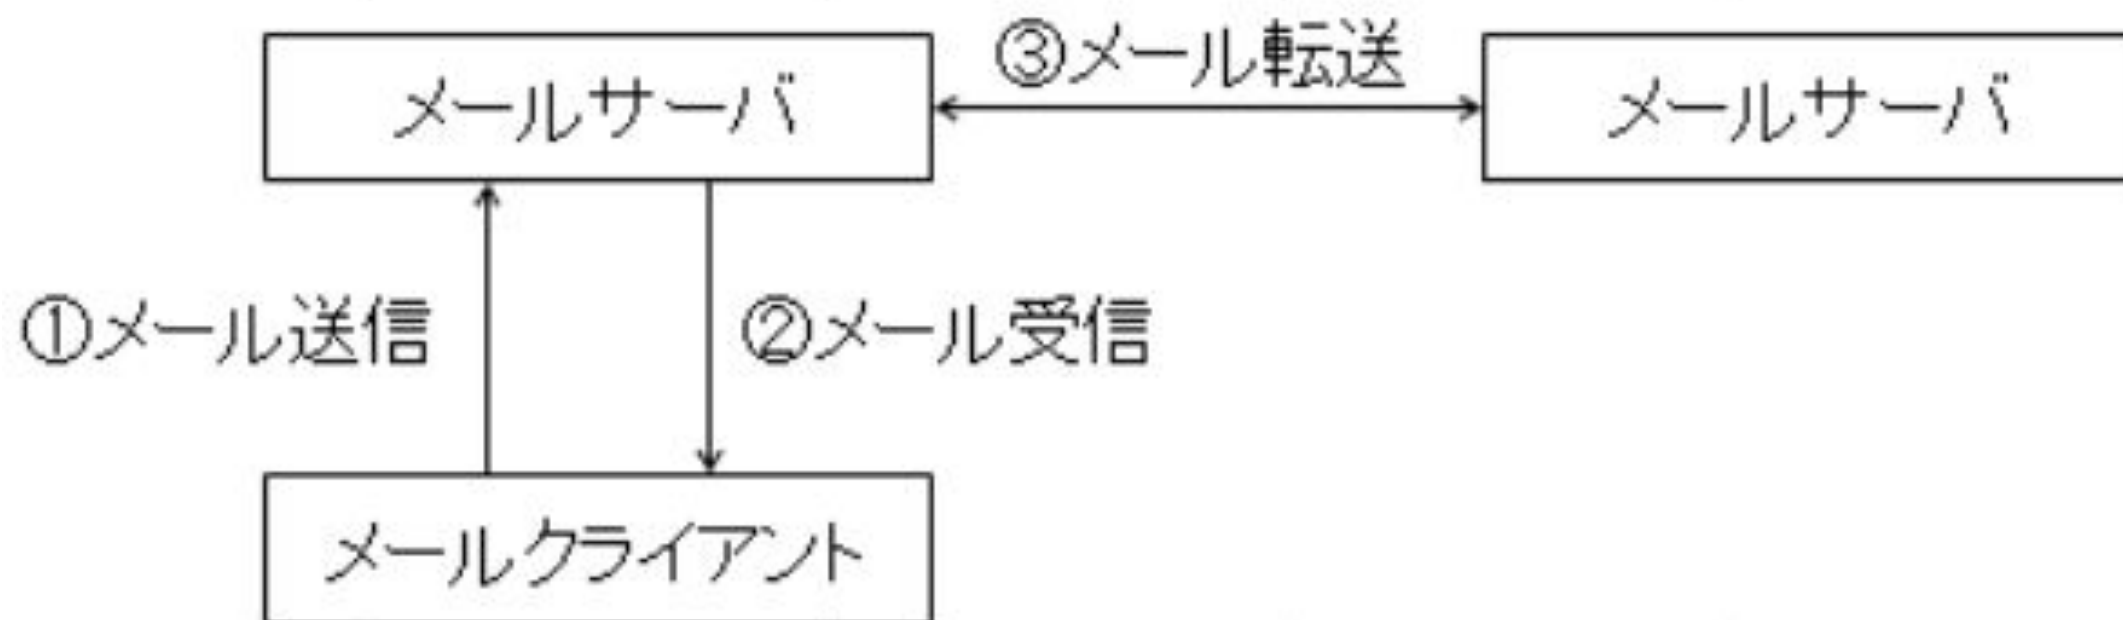 メールサーバ
③メール転送
メールサーバ
①メール送信
②メール受信
メールクライアント